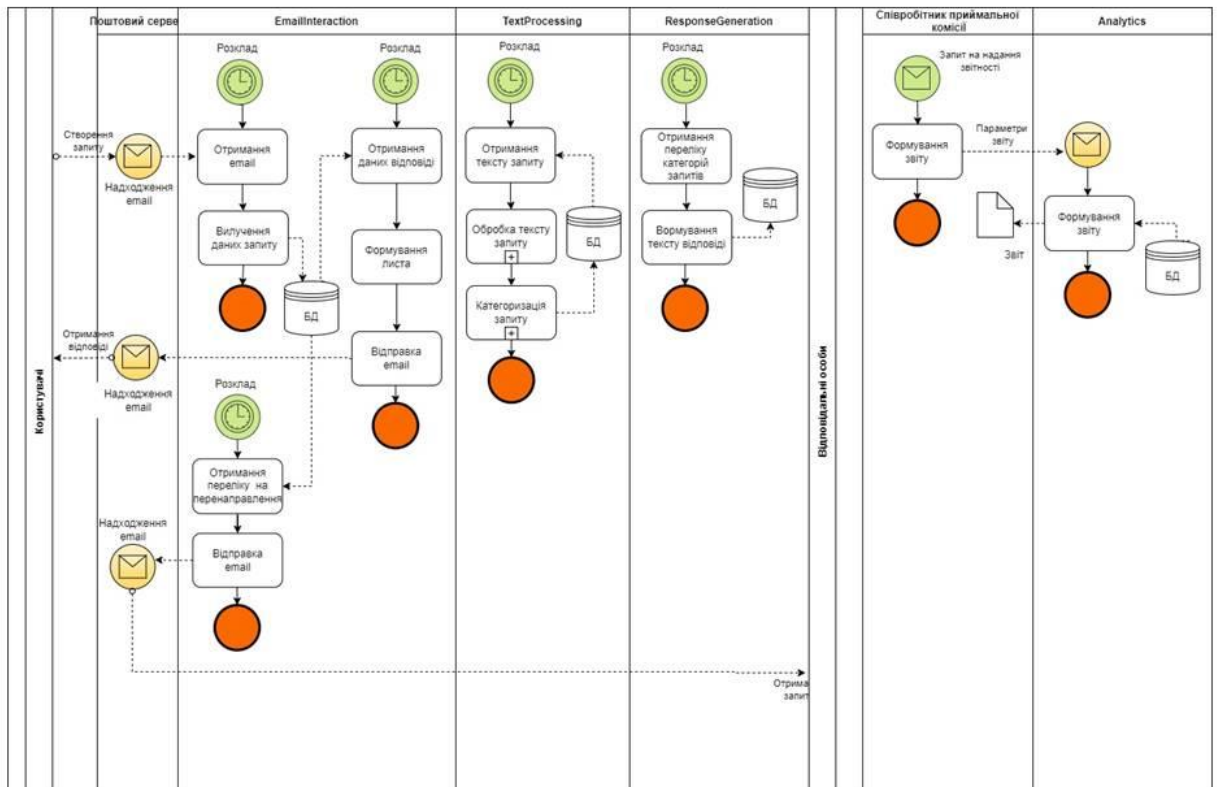 Поштовий серве
EmailInteraction
TextProcessing
ResponseGeneration
Співробітник приймальної
комісії
Analytics
Користувачі
Відповідальні особи
Створення
запиту
Надходження
email
Отримання
відповіді
Надходження
email
Надходження
email
Розклад
Отримання
email
Вилучення
даних запиту
БД
Розклад
Отримання
переліку на
перенаправлення
Відправка
email
Розклад
Отримання
даних відповіді
Формування
листа
Відправка
email
Розклад
Отримання
тексту запиту
Обробка тексту
запиту
Категоризація
запиту
БД
Розклад
Отримання
переліку
категорій
запитів
Вормування
тексту відповіді
БД
Отрима
запит
Запит на надання
звітності
Формування
звіту
Параметри
звіту
Формування
звіту
Звіт
БД